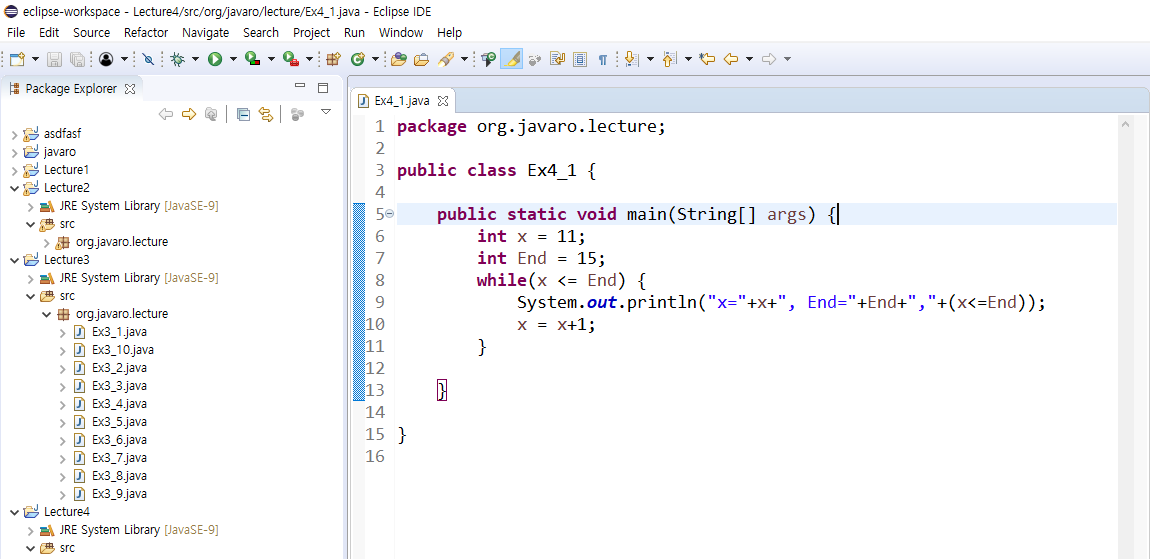 eclipse-workspace - Lecture4/src/org/javaro/lecture/Ex4_1.java - Eclipse IDE
File Edit Source Refactor Navigate Search Project Run Window Help
Package Explorer
asdfasf
javaro
Lecture1
Lecture2
JRE System Library [JavaSE-9]
src
org.javaro.lecture
Lecture3
JRE System Library [JavaSE-9]
src
org.javaro.lecture
Ex3_1.java
Ex3_10.java
Ex3_2.java
Ex3_3.java
Ex3_4.java
Ex3_5.java
Ex3_6.java
Ex3_7.java
Ex3_8.java
Ex3_9.java
Lecture4
JRE System Library [JavaSE-9]
src
Ex4_1.java
1 package org.javaro.lecture;
2
3 public class Ex4_1 {
4
5 public static void main(String[] args) {
6 int x = 11;
7 int End = 15;
8 while(x <= End) {
9 System.out.println("x="+x+", End="+End+","+(x<=End));
10 x = x+1;
11 }
12
13 }
14
15 }
16